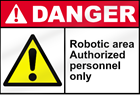 DANGER
Robotic area
Authorized
personnel
only